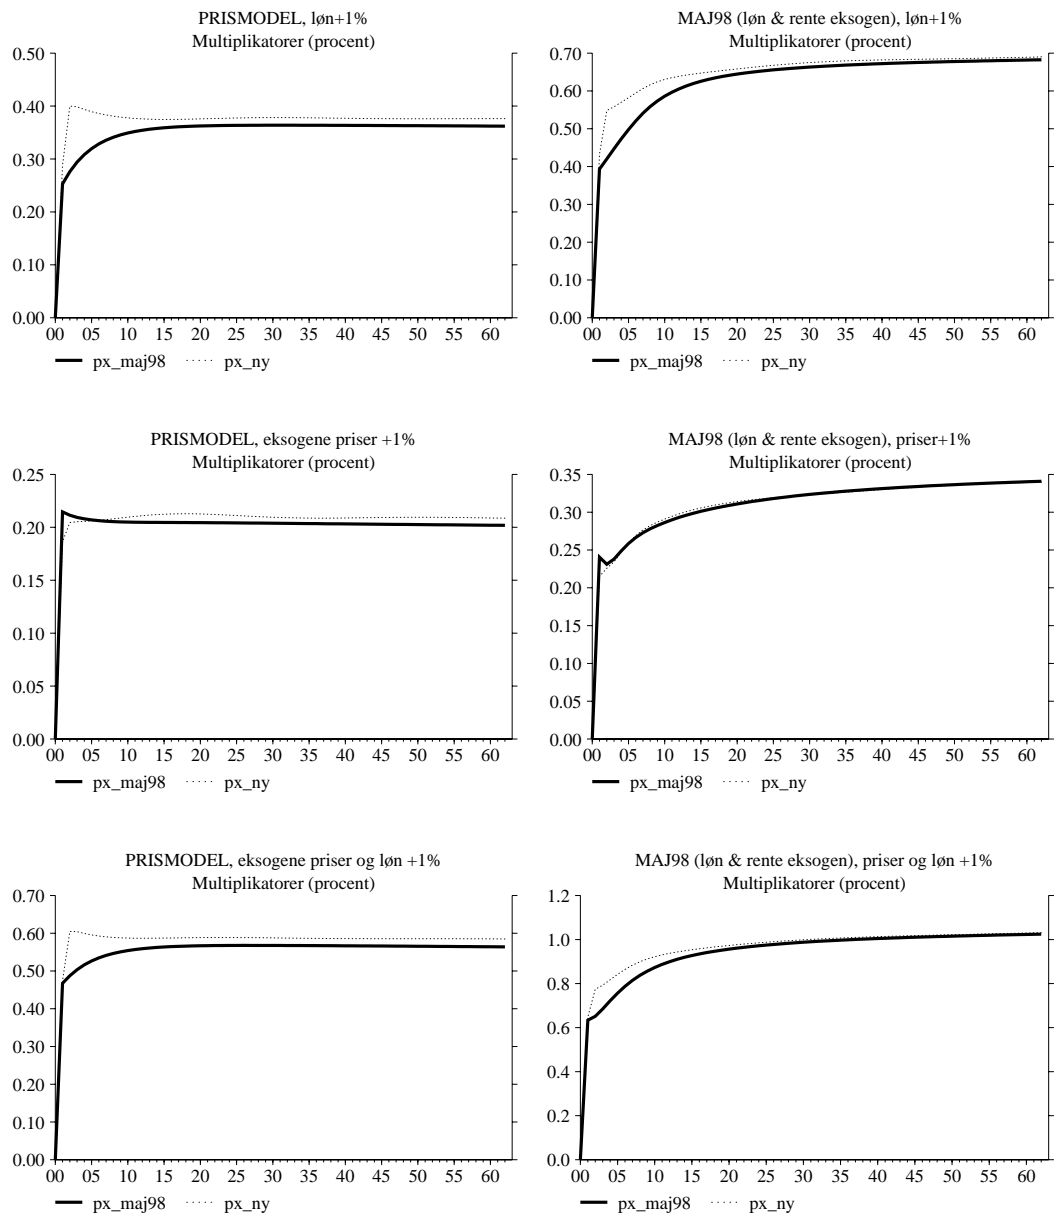 PRISMODEL, løn+1%
Multiplikatorer (procent)
0.50
0.40
0.30
0.20
0.10
0.00
00 05 10 15 20 25 30 35 40 45 50 55 60
px_maj98 px_ny
MAJ98 (løn & rente eksogen), løn+1%
Multiplikatorer (procent)
0.70
0.60
0.50
0.40
0.30
0.20
0.10
0.00
00 05 10 15 20 25 30 35 40 45 50 55 60
px_maj98 px_ny
PRISMODEL, eksogene priser +1%
Multiplikatorer (procent)
0.25
0.20
0.15
0.10
0.05
0.00
00 05 10 15 20 25 30 35 40 45 50 55 60
px_maj98 px_ny
MAJ98 (løn & rente eksogen), priser+1%
Multiplikatorer (procent)
0.35
0.30
0.25
0.20
0.15
0.10
0.05
0.00
00 05 10 15 20 25 30 35 40 45 50 55 60
px_maj98 px_ny
PRISMODEL, eksogene priser og løn +1%
Multiplikatorer (procent)
0.70
0.60
0.50
0.40
0.30
0.20
0.10
0.00
00 05 10 15 20 25 30 35 40 45 50 55 60
px_maj98 px_ny
MAJ98 (løn & rente eksogen), priser og løn +1%
Multiplikatorer (procent)
1.2
1.0
0.8
0.6
0.4
0.2
0.0
00 05 10 15 20 25 30 35 40 45 50 55 60
px_maj98 px_ny